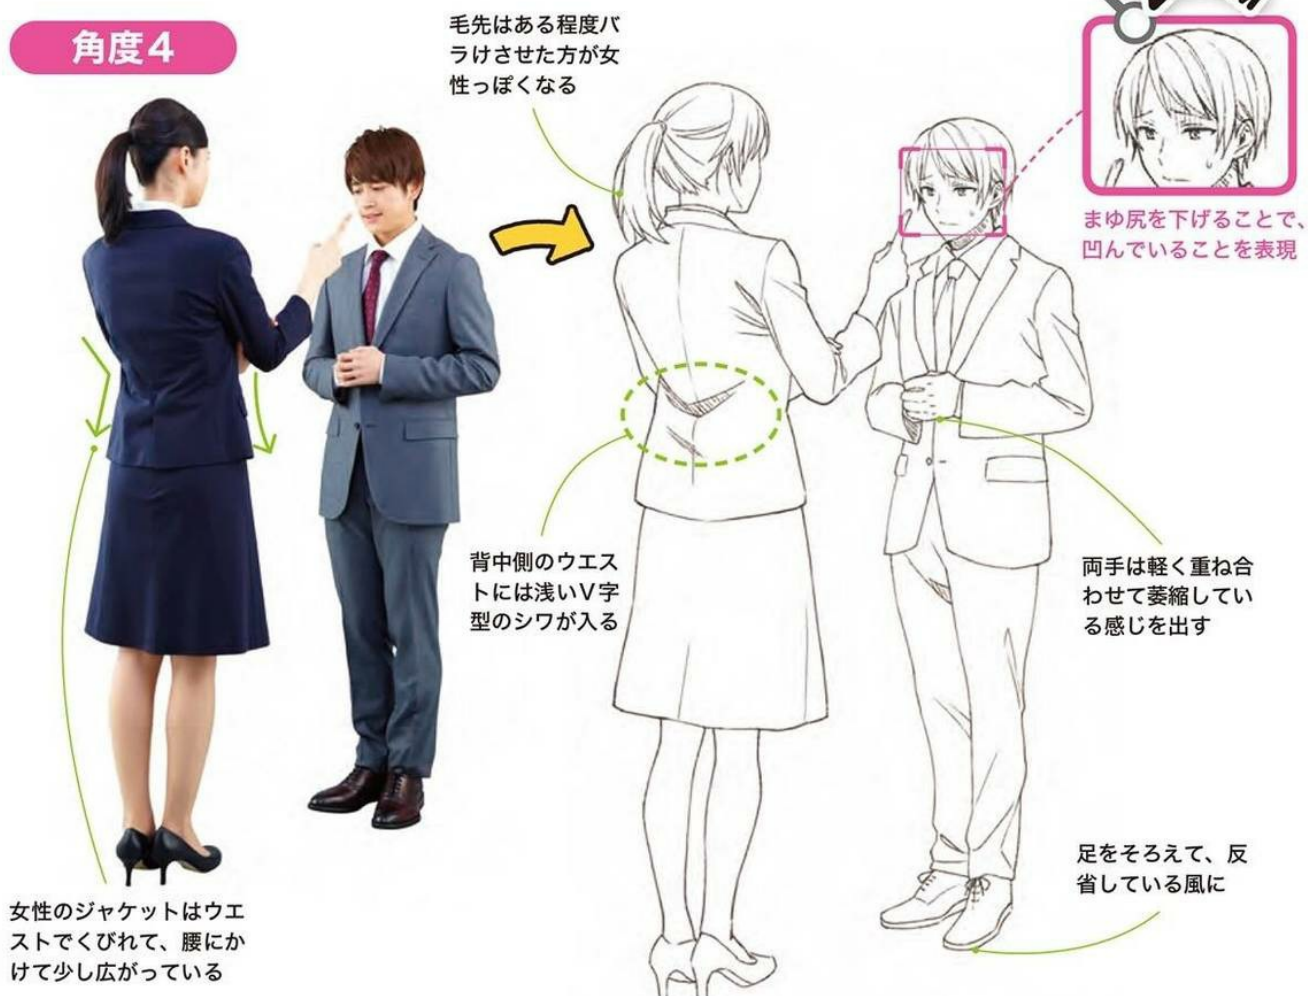 角度4
毛先はある程度バ
ラけさせた方が女
性っぽくなる
まゆ尻を下げることで、
凹んでいることを表現
背中側のウエス
トには浅いV字
型のシワが入る
両手は軽く重ね合
わせて萎縮してい
る感じを出す
足をそろえて、反
省している風に
女性のジャケットはウエ
ストでくびれて、腰にか
けて少し広がっている